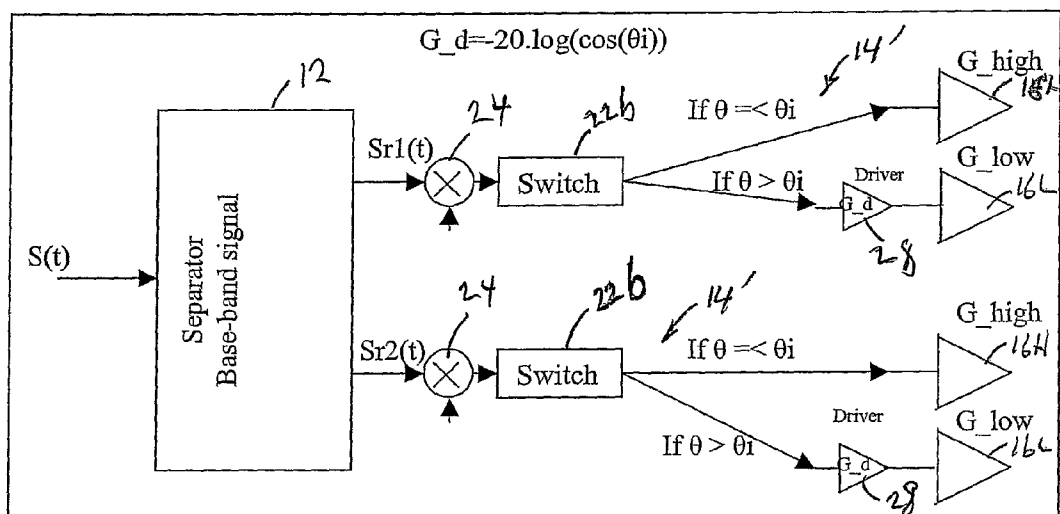 G_d=-20.log(cos(θi))
12
14'
G_high
16H
24
22b
If θ =< θi
Sr1(t)
Switch
If θ > θi
Driver
G_d
28
G_low
16L
S(t)
Separator
Base-band signal
24
22b
14'
G_high
16H
Sr2(t)
Switch
If θ =< θi
If θ > θi
Driver
G_d
28
G_low
16L